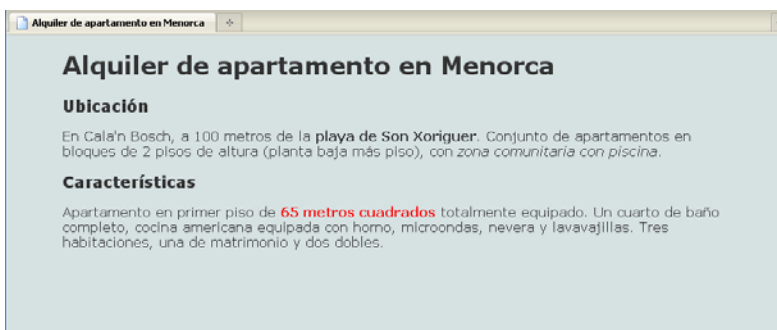 Alquiler de apartamento en Menorca
Alquiler de apartamento en Menorca
Ubicación
En Cala'n Bosch, a 100 metros de la playa de Son Xoriguer. Conjunto de apartamentos en
bloques de 2 pisos de altura (planta baja más piso), con zona comunitaria con piscina.
Características
Apartamento en primer piso de 65 metros cuadrados totalmente equipado. Un cuarto de baño
completo, cocina americana equipada con horno, microondas, nevera y lavavajillas. Tres
habitaciones, una de matrimonio y dos dobles.